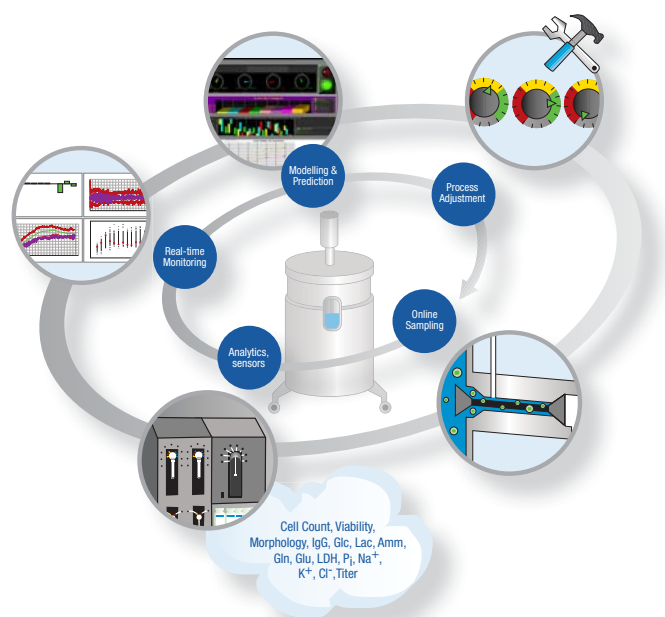 Modelling &
Prediction
Process
Adjustment
Real-time
Monitoring
Online
Sampling
Analytics,
sensors
Cell Count, Viability,
Morphology, IgG, Glc, Lac, Amm,
Gln, Glu, LDH, Pi, Na⁺,
K⁺, Cl⁻, Titer